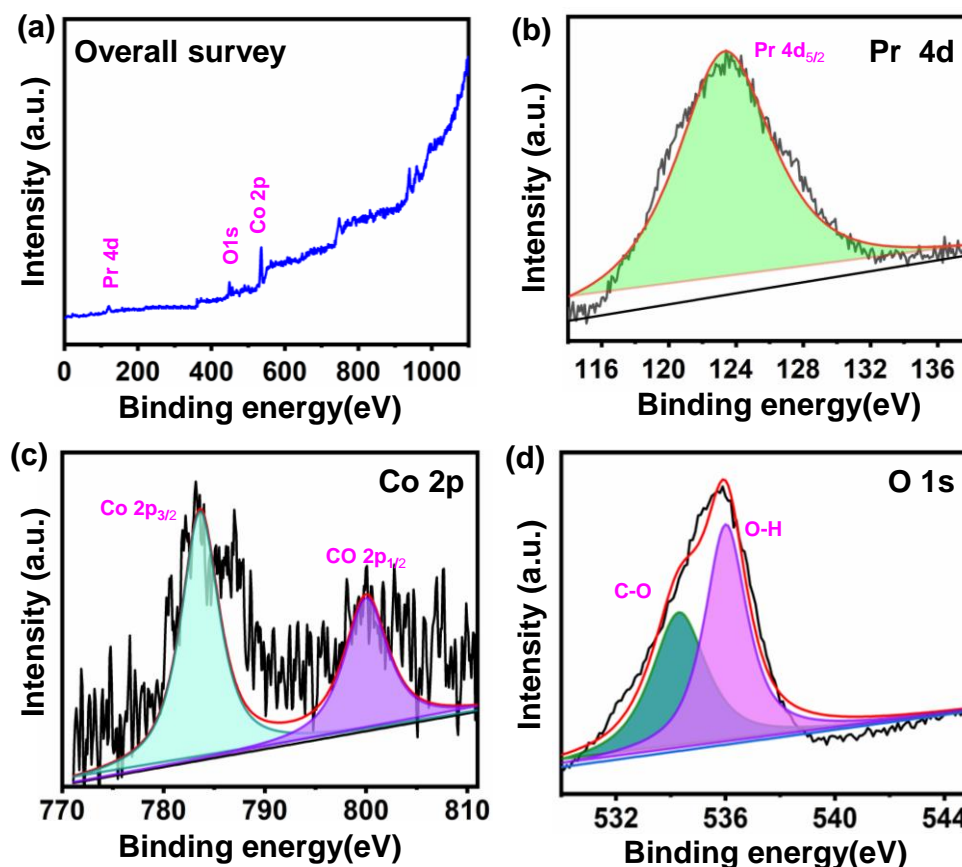 (a)
Overall survey
Pr 4d
O1s
Co 2p
Intensity (a.u.)
0 200 400 600 800 1000
Binding energy(eV)
(b)
Pr 4d
Pr 4d5/2
Intensity (a.u.)
116 120 124 128 132 136
Binding energy(eV)
(c)
Co 2p
Co 2p3/2
CO 2p1/2
Intensity (a.u.)
770 780 790 800 810
Binding energy(eV)
(d)
O 1s
O-H
C-O
Intensity (a.u.)
532 536 540 544
Binding energy(eV)